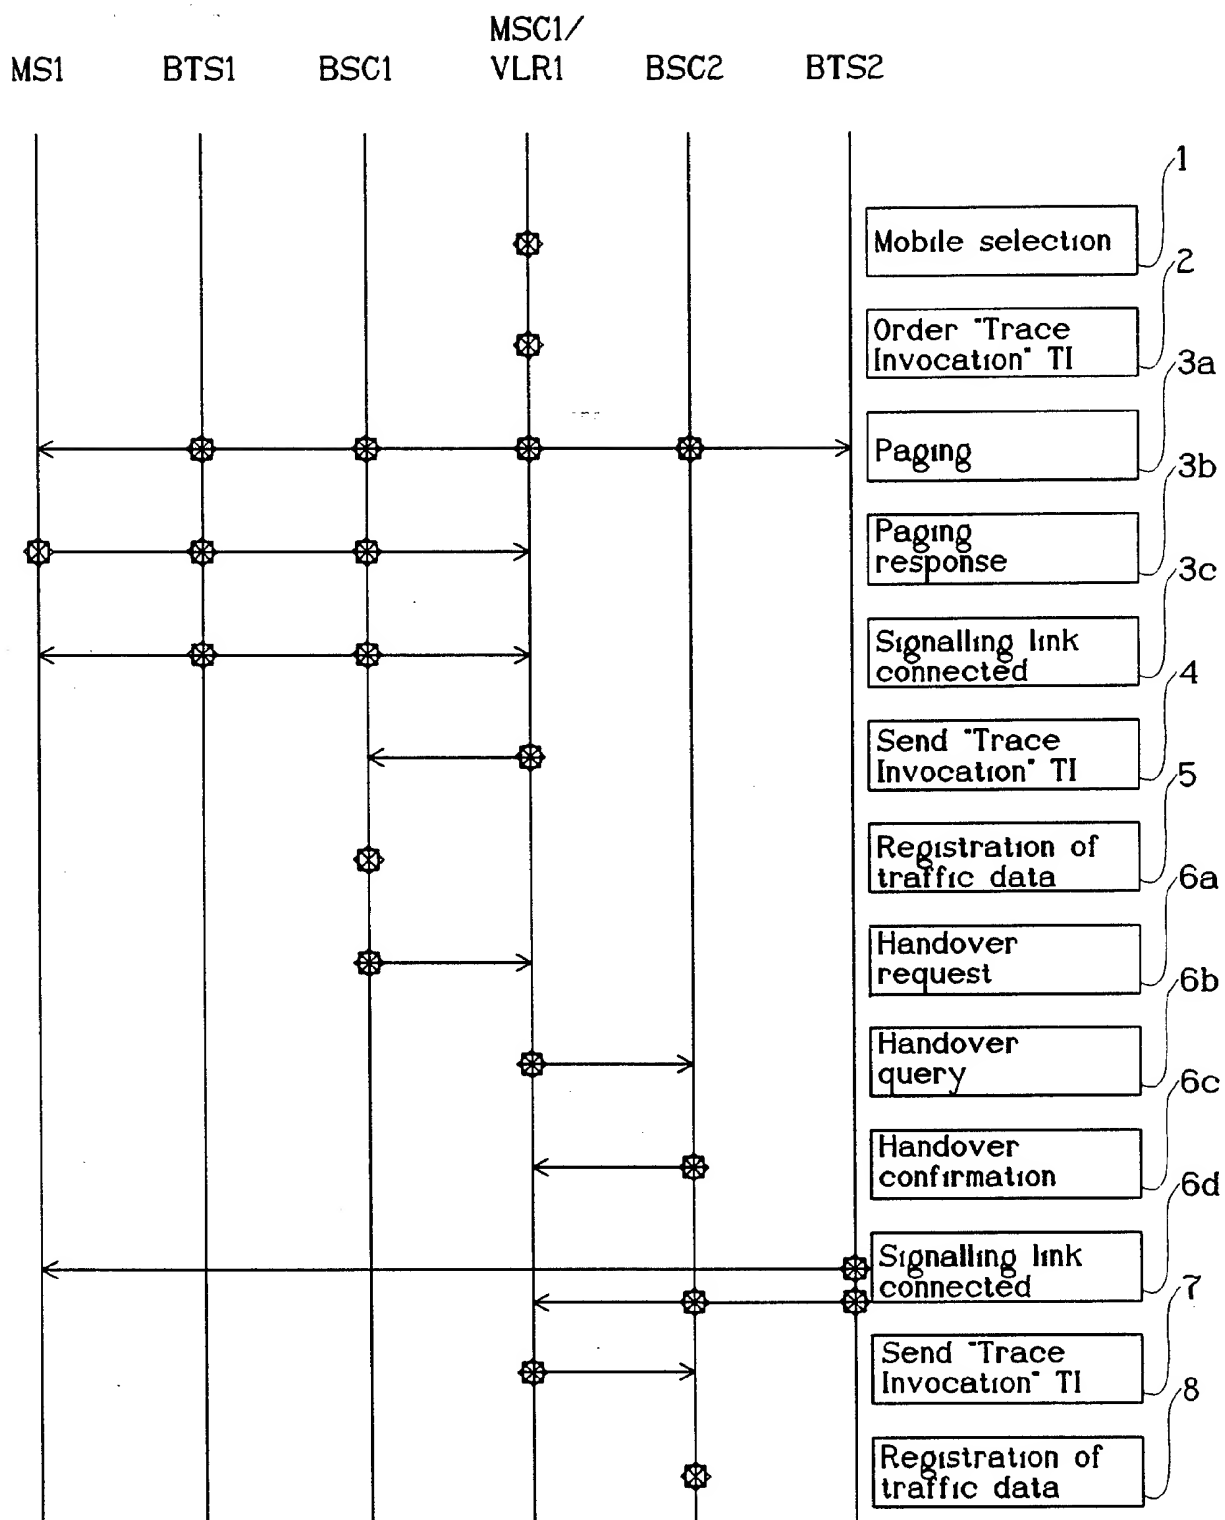 MSC1/
MS1 BTS1 BSC1 VLR1 BSC2 BTS2
1
Mobile selection
2
Order "Trace
Invocation" TI
3a
Paging
3b
Paging
response
3c
Signalling link
connected
4
Send "Trace
Invocation" TI
5
Registration of
traffic data
6a
Handover
request
6b
Handover
query
6c
Handover
confirmation
6d
Signalling link
connected
7
Send "Trace
Invocation" TI
8
Registration of
traffic data